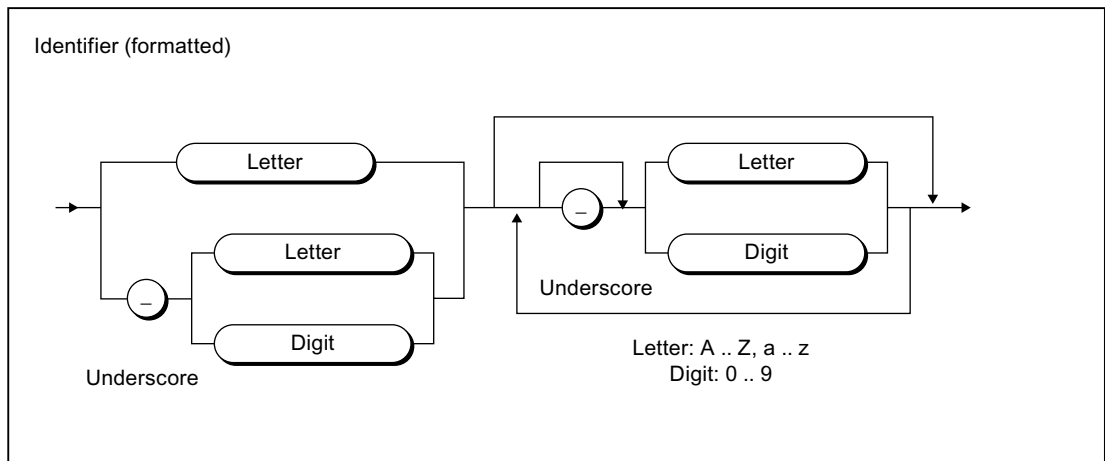 Identifier (formatted)
Letter
Letter
_
Letter
_
Digit
Underscore
Digit
Underscore
Letter: A .. Z, a .. z
Digit: 0 .. 9